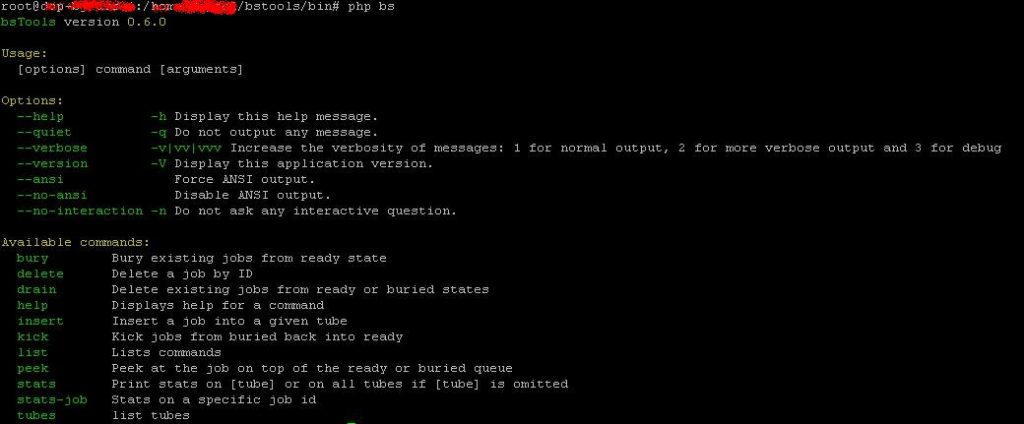 root@ :/ /bstools/bin# php bs
bsTools version 0.6.0
Usage:
[options] command [arguments]
Options:
--help -h Display this help message.
--quiet -q Do not output any message.
--verbose -v|vv|vvv Increase the verbosity of messages: 1 for normal output, 2 for more verbose output and 3 for debug
--version -V Display this application version.
--ansi Force ANSI output.
--no-ansi Disable ANSI output.
--no-interaction -n Do not ask any interactive question.
Available commands:
bury Bury existing jobs from ready state
delete Delete a job by ID
drain Delete existing jobs from ready or buried states
help Displays help for a command
insert Insert a job into a given tube
kick Kick jobs from buried back into ready
list Lists commands
peek Peek at the job on top of the ready or buried queue
stats Print stats on [tube] or on all tubes if [tube] is omitted
stats-job Stats on a specific job id
tubes list tubes